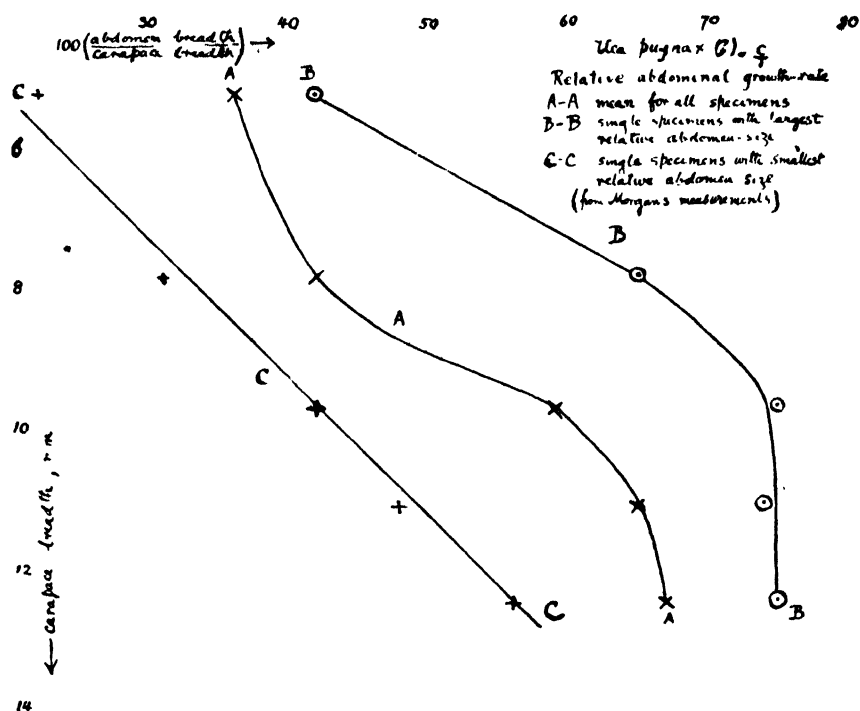 30 40 50 60 70 80
100 (abdomen breadth / carapace breadth) →
Uca pugnax
Relative abdominal growth-rate
A-A mean for all specimens
B-B single specimens with largest
relative abdomen-size
C-C single specimens with smallest
relative abdomen size
(from Morgan's measurements)
A
B
C
6
B
8
A
C
10
12
C
A
B
14
← carapace breadth, mm